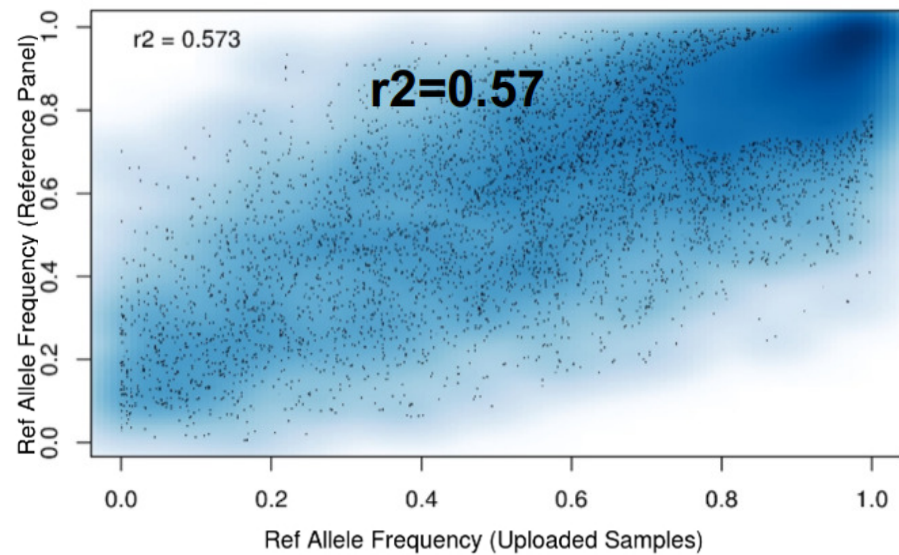 r2 = 0.573
r2=0.57
Ref Allele Frequency (Reference Panel)
1.0
0.8
0.6
0.4
0.2
0.0
0.0 0.2 0.4 0.6 0.8 1.0
Ref Allele Frequency (Uploaded Samples)